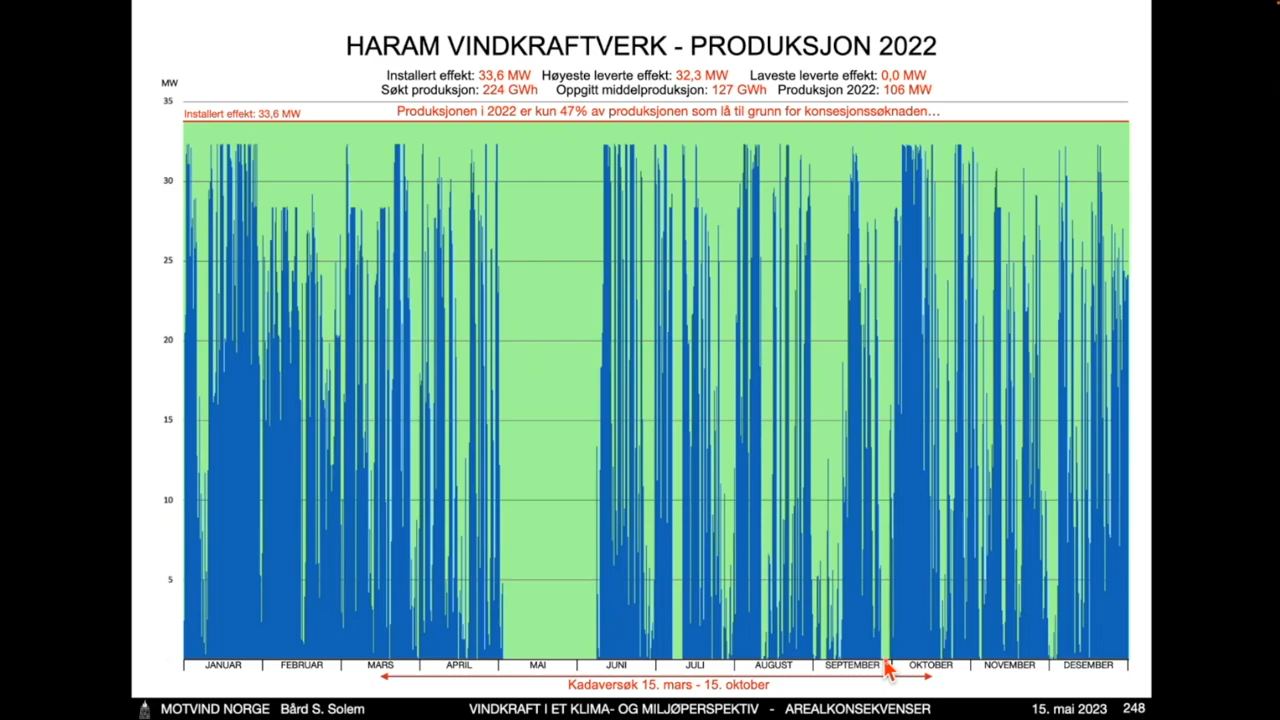 HARAM VINDKRAFTVERK - PRODUKSJON 2022
Installert effekt: 33,6 MW Høyeste leverte effekt: 32,3 MW Laveste leverte effekt: 0,0 MW
Søkt produksjon: 224 GWh Oppgitt middelproduksjon: 127 GWh Produksjon 2022: 106 MW
MW
35
Installert effekt: 33,6 MW
Produksjonen i 2022 er kun 47% av produksjonen som lå til grunn for konsesjonssøknaden…
30
25
20
15
10
5
JANUAR FEBRUAR MARS APRIL MAI JUNI JULI AUGUST SEPTEMBER OKTOBER NOVEMBER DESEMBER
Kadaversøk 15. mars - 15. oktober
MOTVIND NORGE Bård S. Solem VINDKRAFT I ET KLIMA- OG MILJØPERSPEKTIV - AREALKONSEKVENSER 15. mai 2023 248